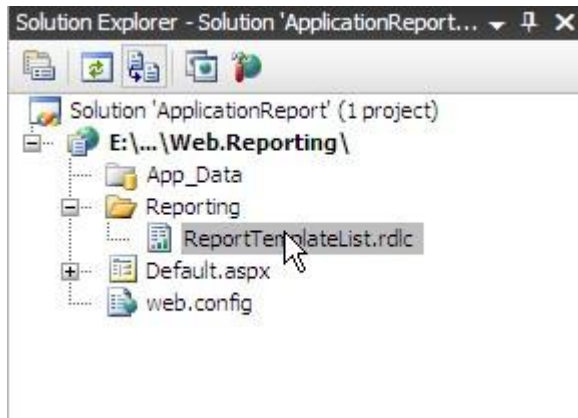 Solution Explorer - Solution 'ApplicationReport...
Solution 'ApplicationReport' (1 project)
E:\...\Web.Reporting\
App_Data
Reporting
ReportTemplateList.rdlc
Default.aspx
web.config